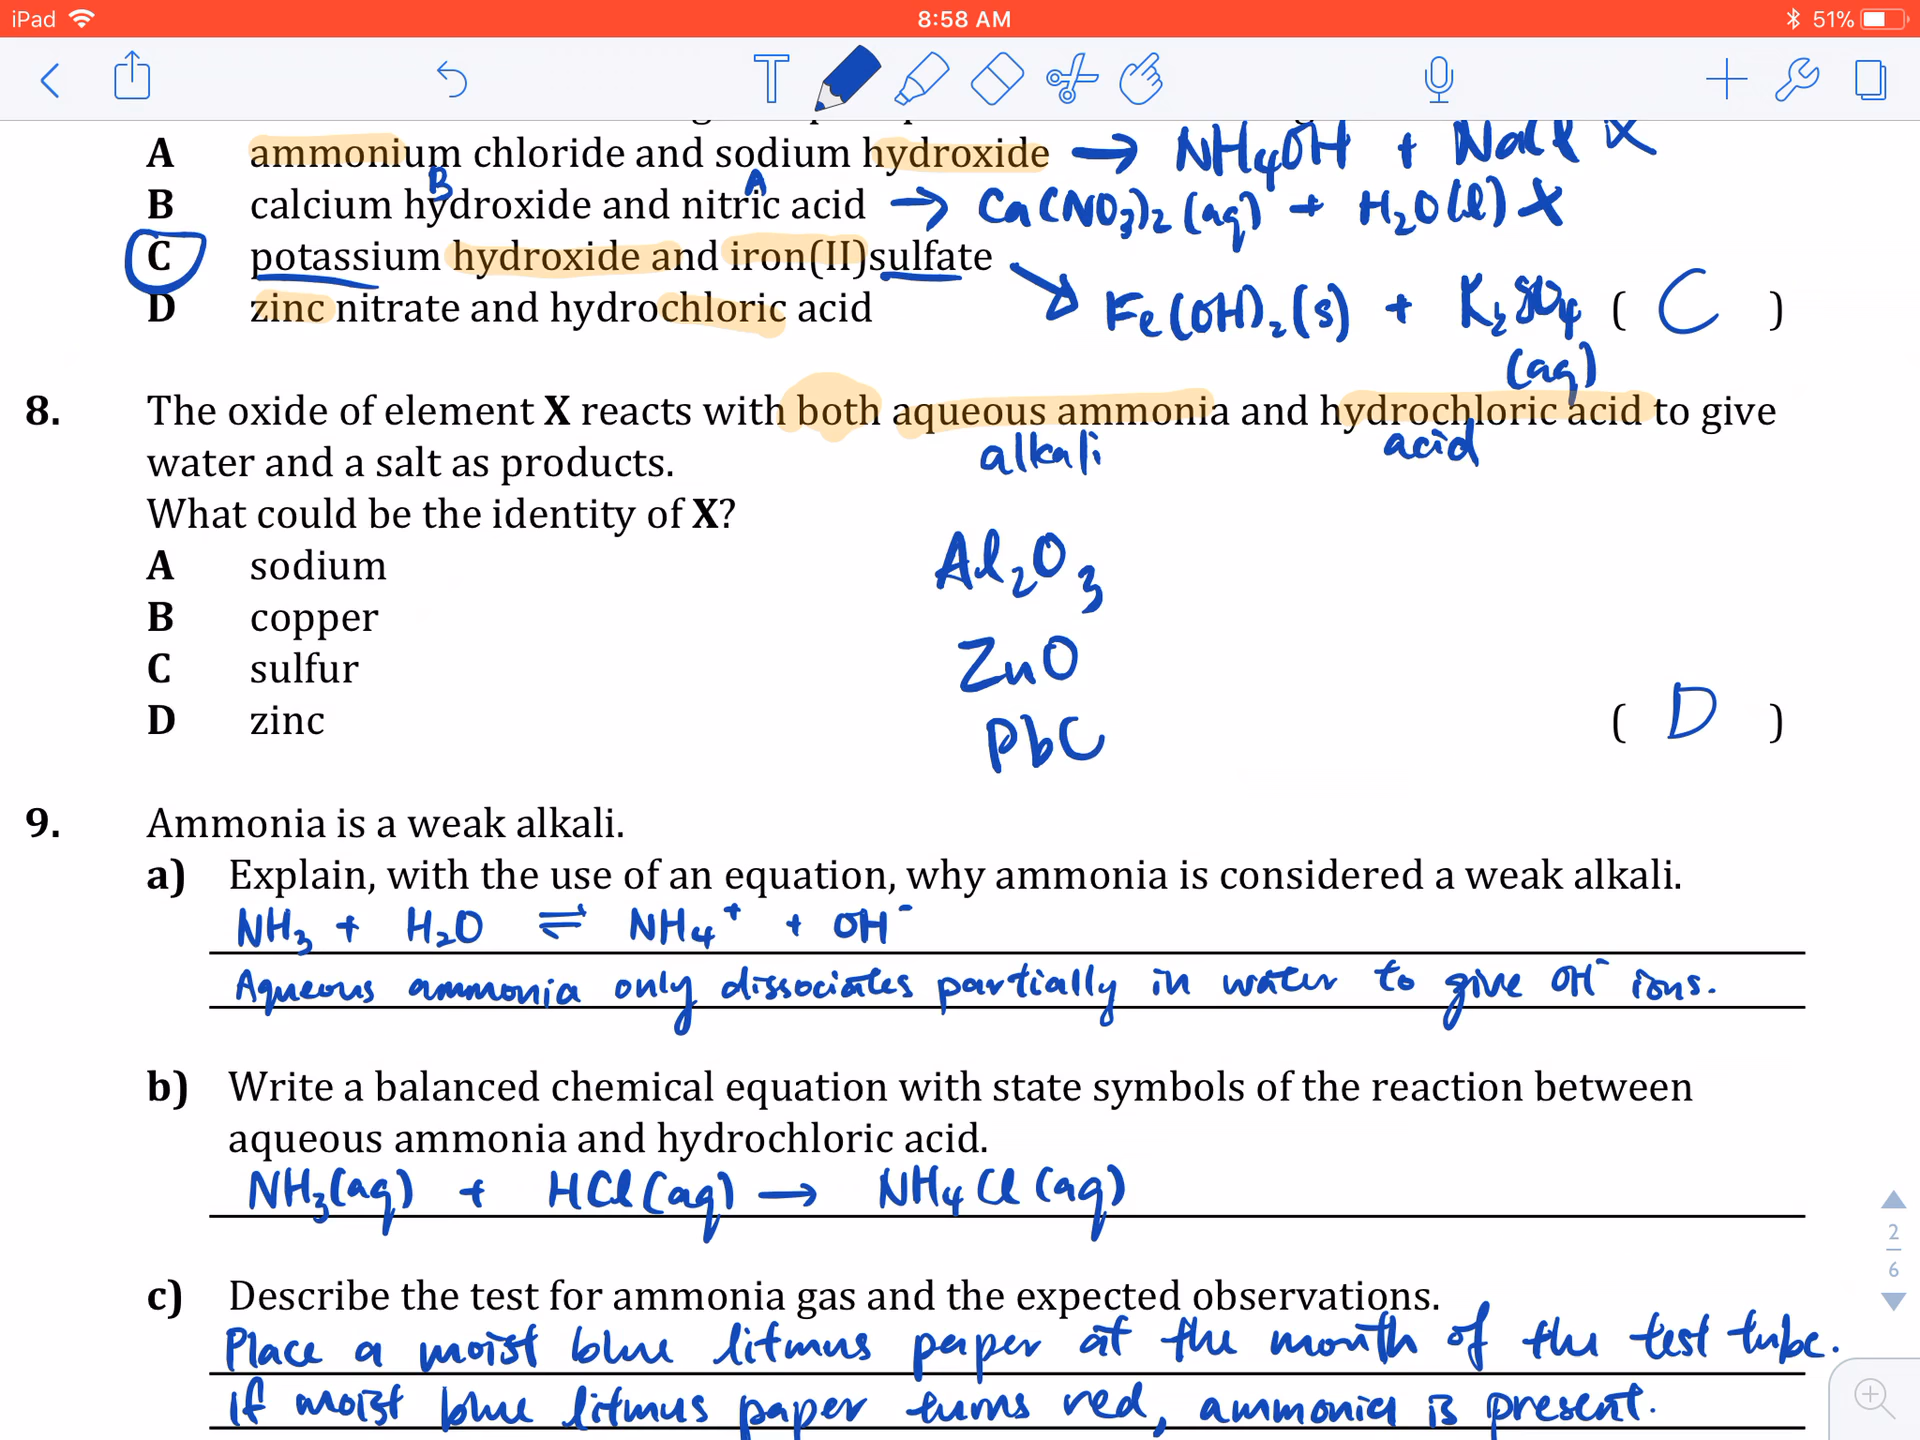 iPad 8:58 AM 51%
T
A ammonium chloride and sodium hydroxide → NH₄OH + NaCl X
B A
B calcium hydroxide and nitric acid → Ca(NO₃)₂ (aq) + H₂O(l) X
C potassium hydroxide and iron(II)sulfate
D zinc nitrate and hydrochloric acid Fe(OH)₂(s) + K₂SO₄ ( C )
(aq)
8. The oxide of element X reacts with both aqueous ammonia and hydrochloric acid to give
alkali acid
water and a salt as products.
What could be the identity of X?
A sodium Al₂O₃
B copper
C sulfur ZnO
D zinc PbC ( D )
9. Ammonia is a weak alkali.
a) Explain, with the use of an equation, why ammonia is considered a weak alkali.
NH₃ + H₂O ⇌ NH₄⁺ + OH⁻
Aqueous ammonia only dissociates partially in water to give OH⁻ ions.
b) Write a balanced chemical equation with state symbols of the reaction between
aqueous ammonia and hydrochloric acid.
NH₃(aq) + HCl(aq) → NH₄Cl(aq)
2
6
c) Describe the test for ammonia gas and the expected observations.
Place a moist blue litmus paper at the mouth of the test tube.
If moist blue litmus paper turns red, ammonia is present.